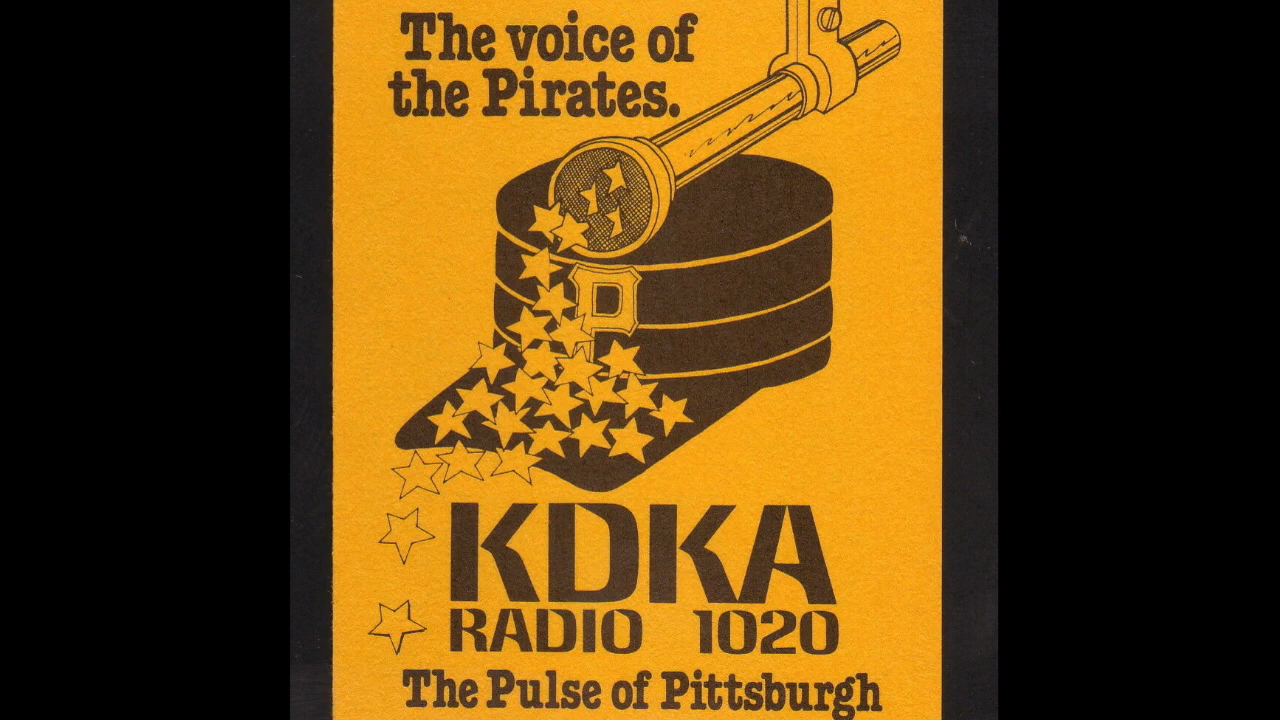 The voice of
the Pirates.
P
KDKA
RADIO 1020
The Pulse of Pittsburgh